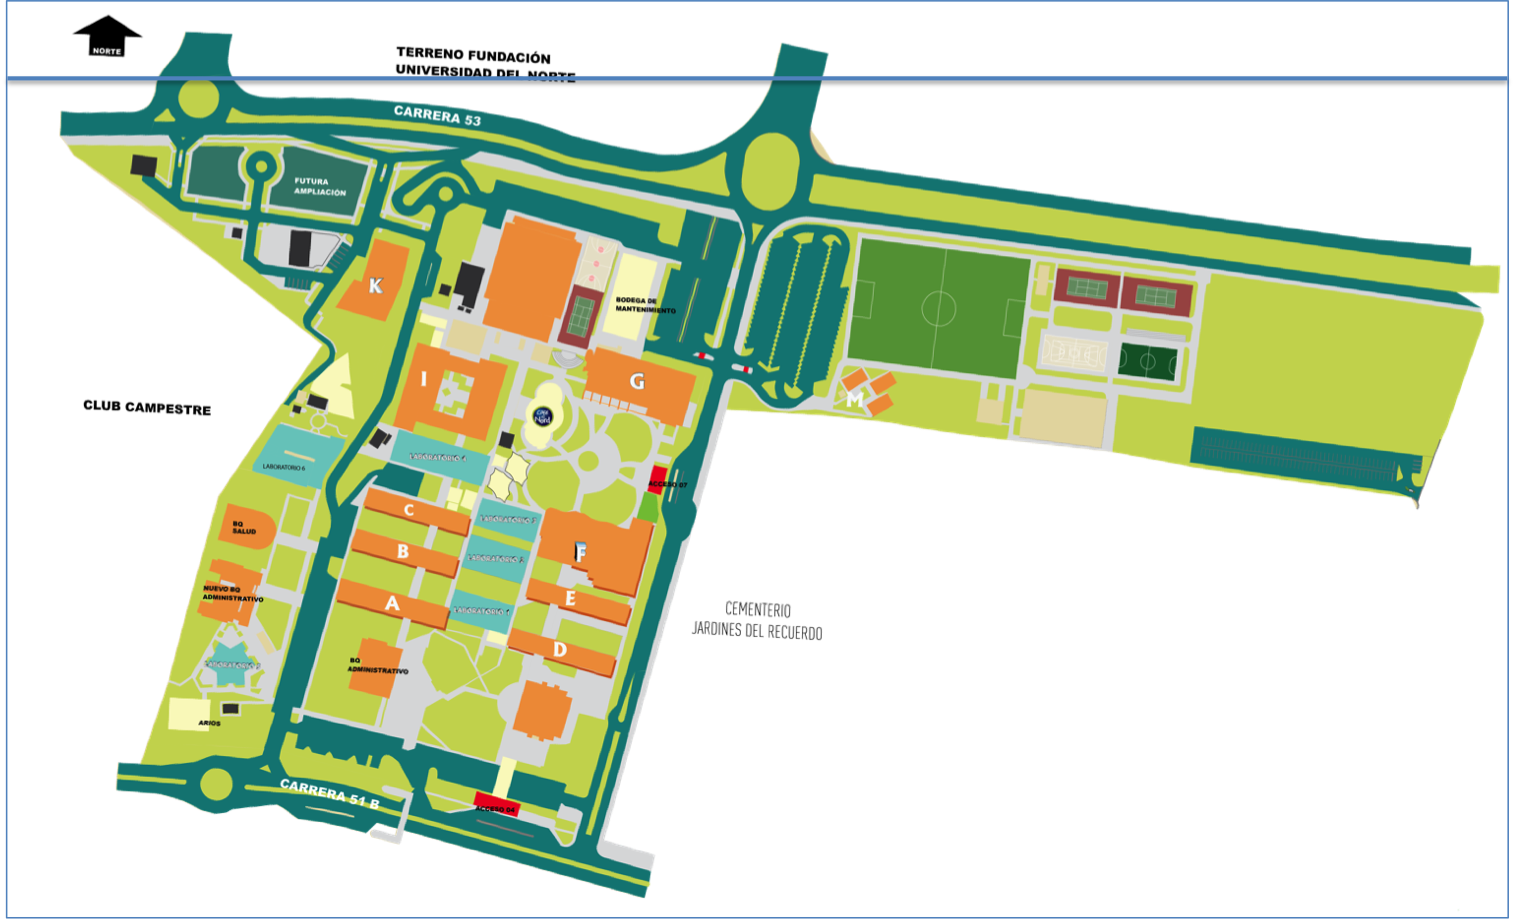 NORTE
TERRENO FUNDACIÓN
UNIVERSIDAD DEL NORTE
CARRERA 53
FUTURA
AMPLIACIÓN
K
BODEGA DE
MANTENIMIENTO
I
G
M
CLUB CAMPESTRE
LABORATORIO 4
LABORATORIO 6
ACCESO 07
C
LABORATORIO 3
BQ
SALUD
B
F
LABORATORIO 2
NUEVO BQ
ADMINISTRATIVO
A
E
LABORATORIO 1
CEMENTERIO
JARDINES DEL RECUERDO
D
BQ
ADMINISTRATIVO
LABORATORIO 5
ARIOS
CARRERA 51 B
ACCESO 04